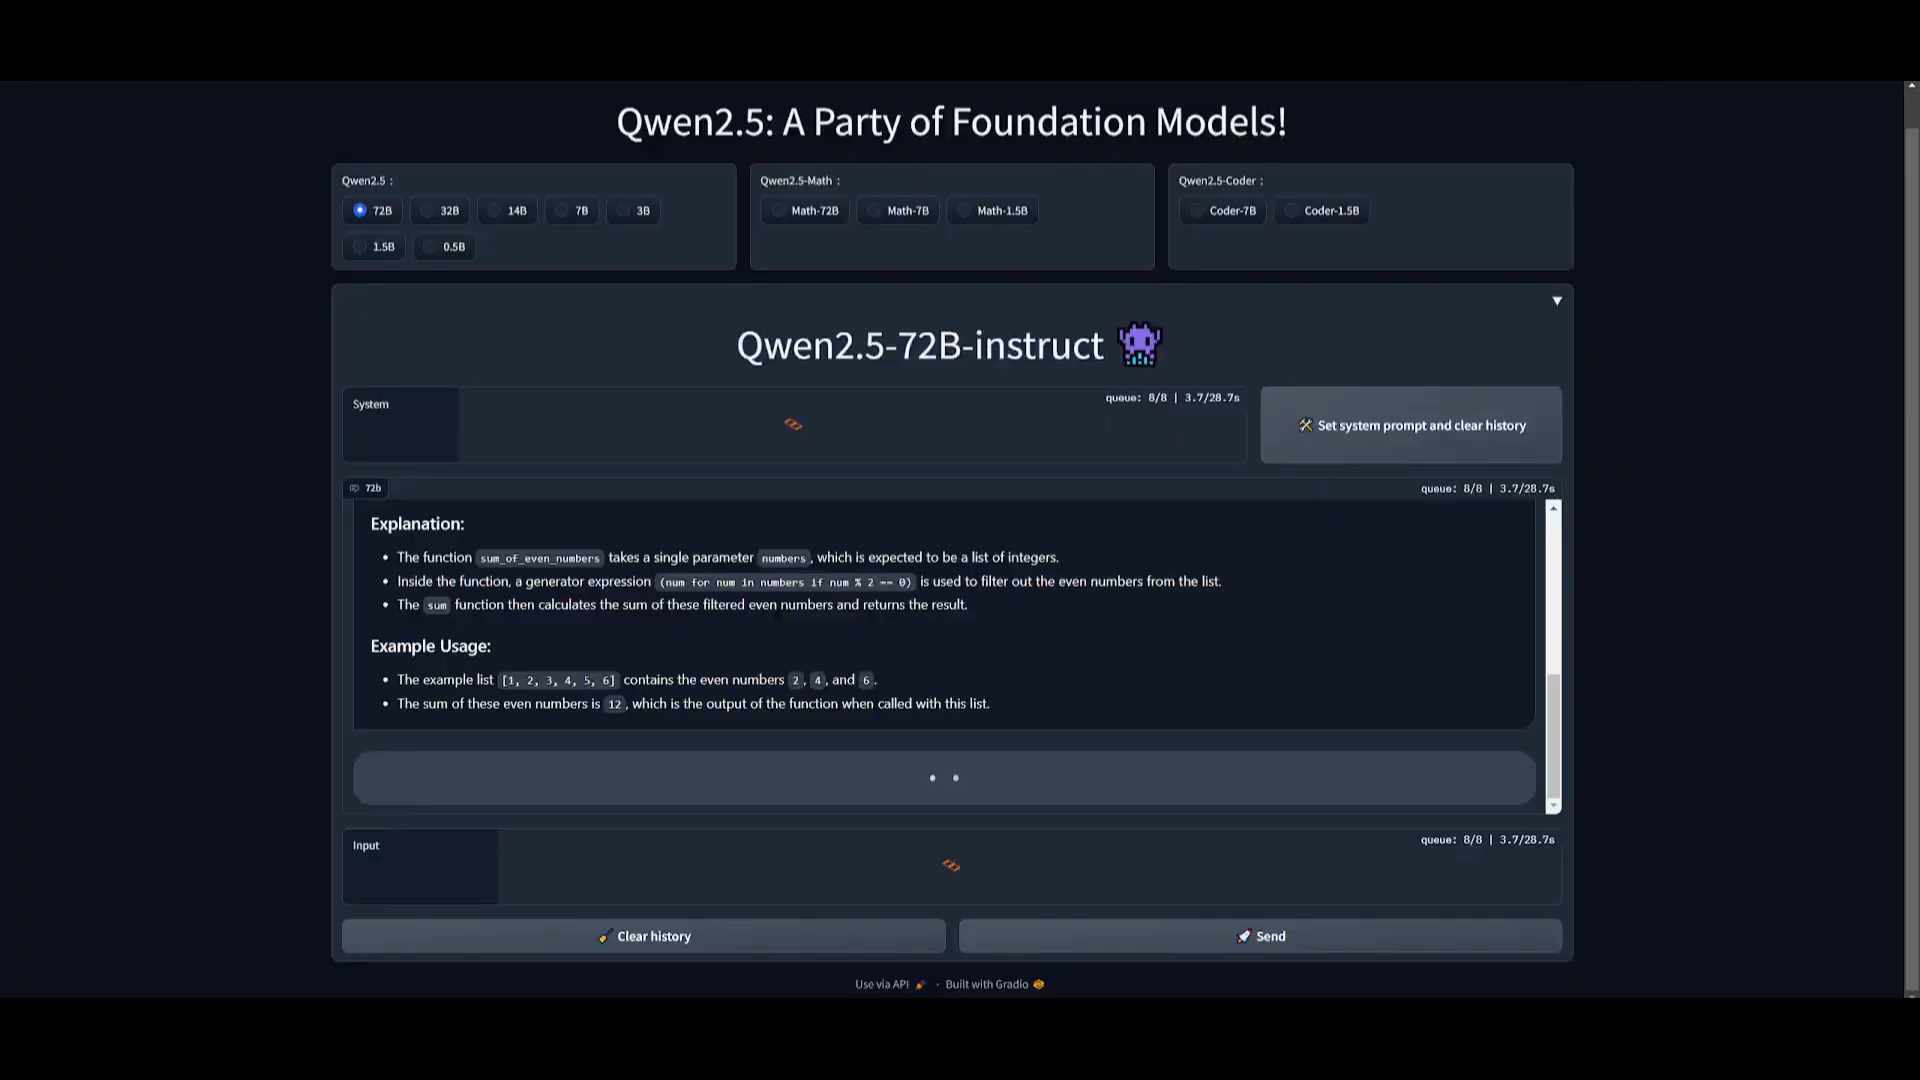 Qwen2.5: A Party of Foundation Models!
Qwen2.5 :
72B 32B 14B 7B 3B
1.5B 0.5B
Qwen2.5-Math :
Math-72B Math-7B Math-1.5B
Qwen2.5-Coder :
Coder-7B Coder-1.5B
Qwen2.5-72B-instruct
System
queue: 8/8 | 3.7/28.7s
Set system prompt and clear history
72b
queue: 8/8 | 3.7/28.7s
Explanation:
The function sum_of_even_numbers takes a single parameter numbers, which is expected to be a list of integers.
Inside the function, a generator expression (num for num in numbers if num % 2 == 0) is used to filter out the even numbers from the list.
The sum function then calculates the sum of these filtered even numbers and returns the result.
Example Usage:
The example list [1, 2, 3, 4, 5, 6] contains the even numbers 2, 4, and 6.
The sum of these even numbers is 12, which is the output of the function when called with this list.
Input
queue: 8/8 | 3.7/28.7s
Clear history
Send
Use via API · Built with Gradio